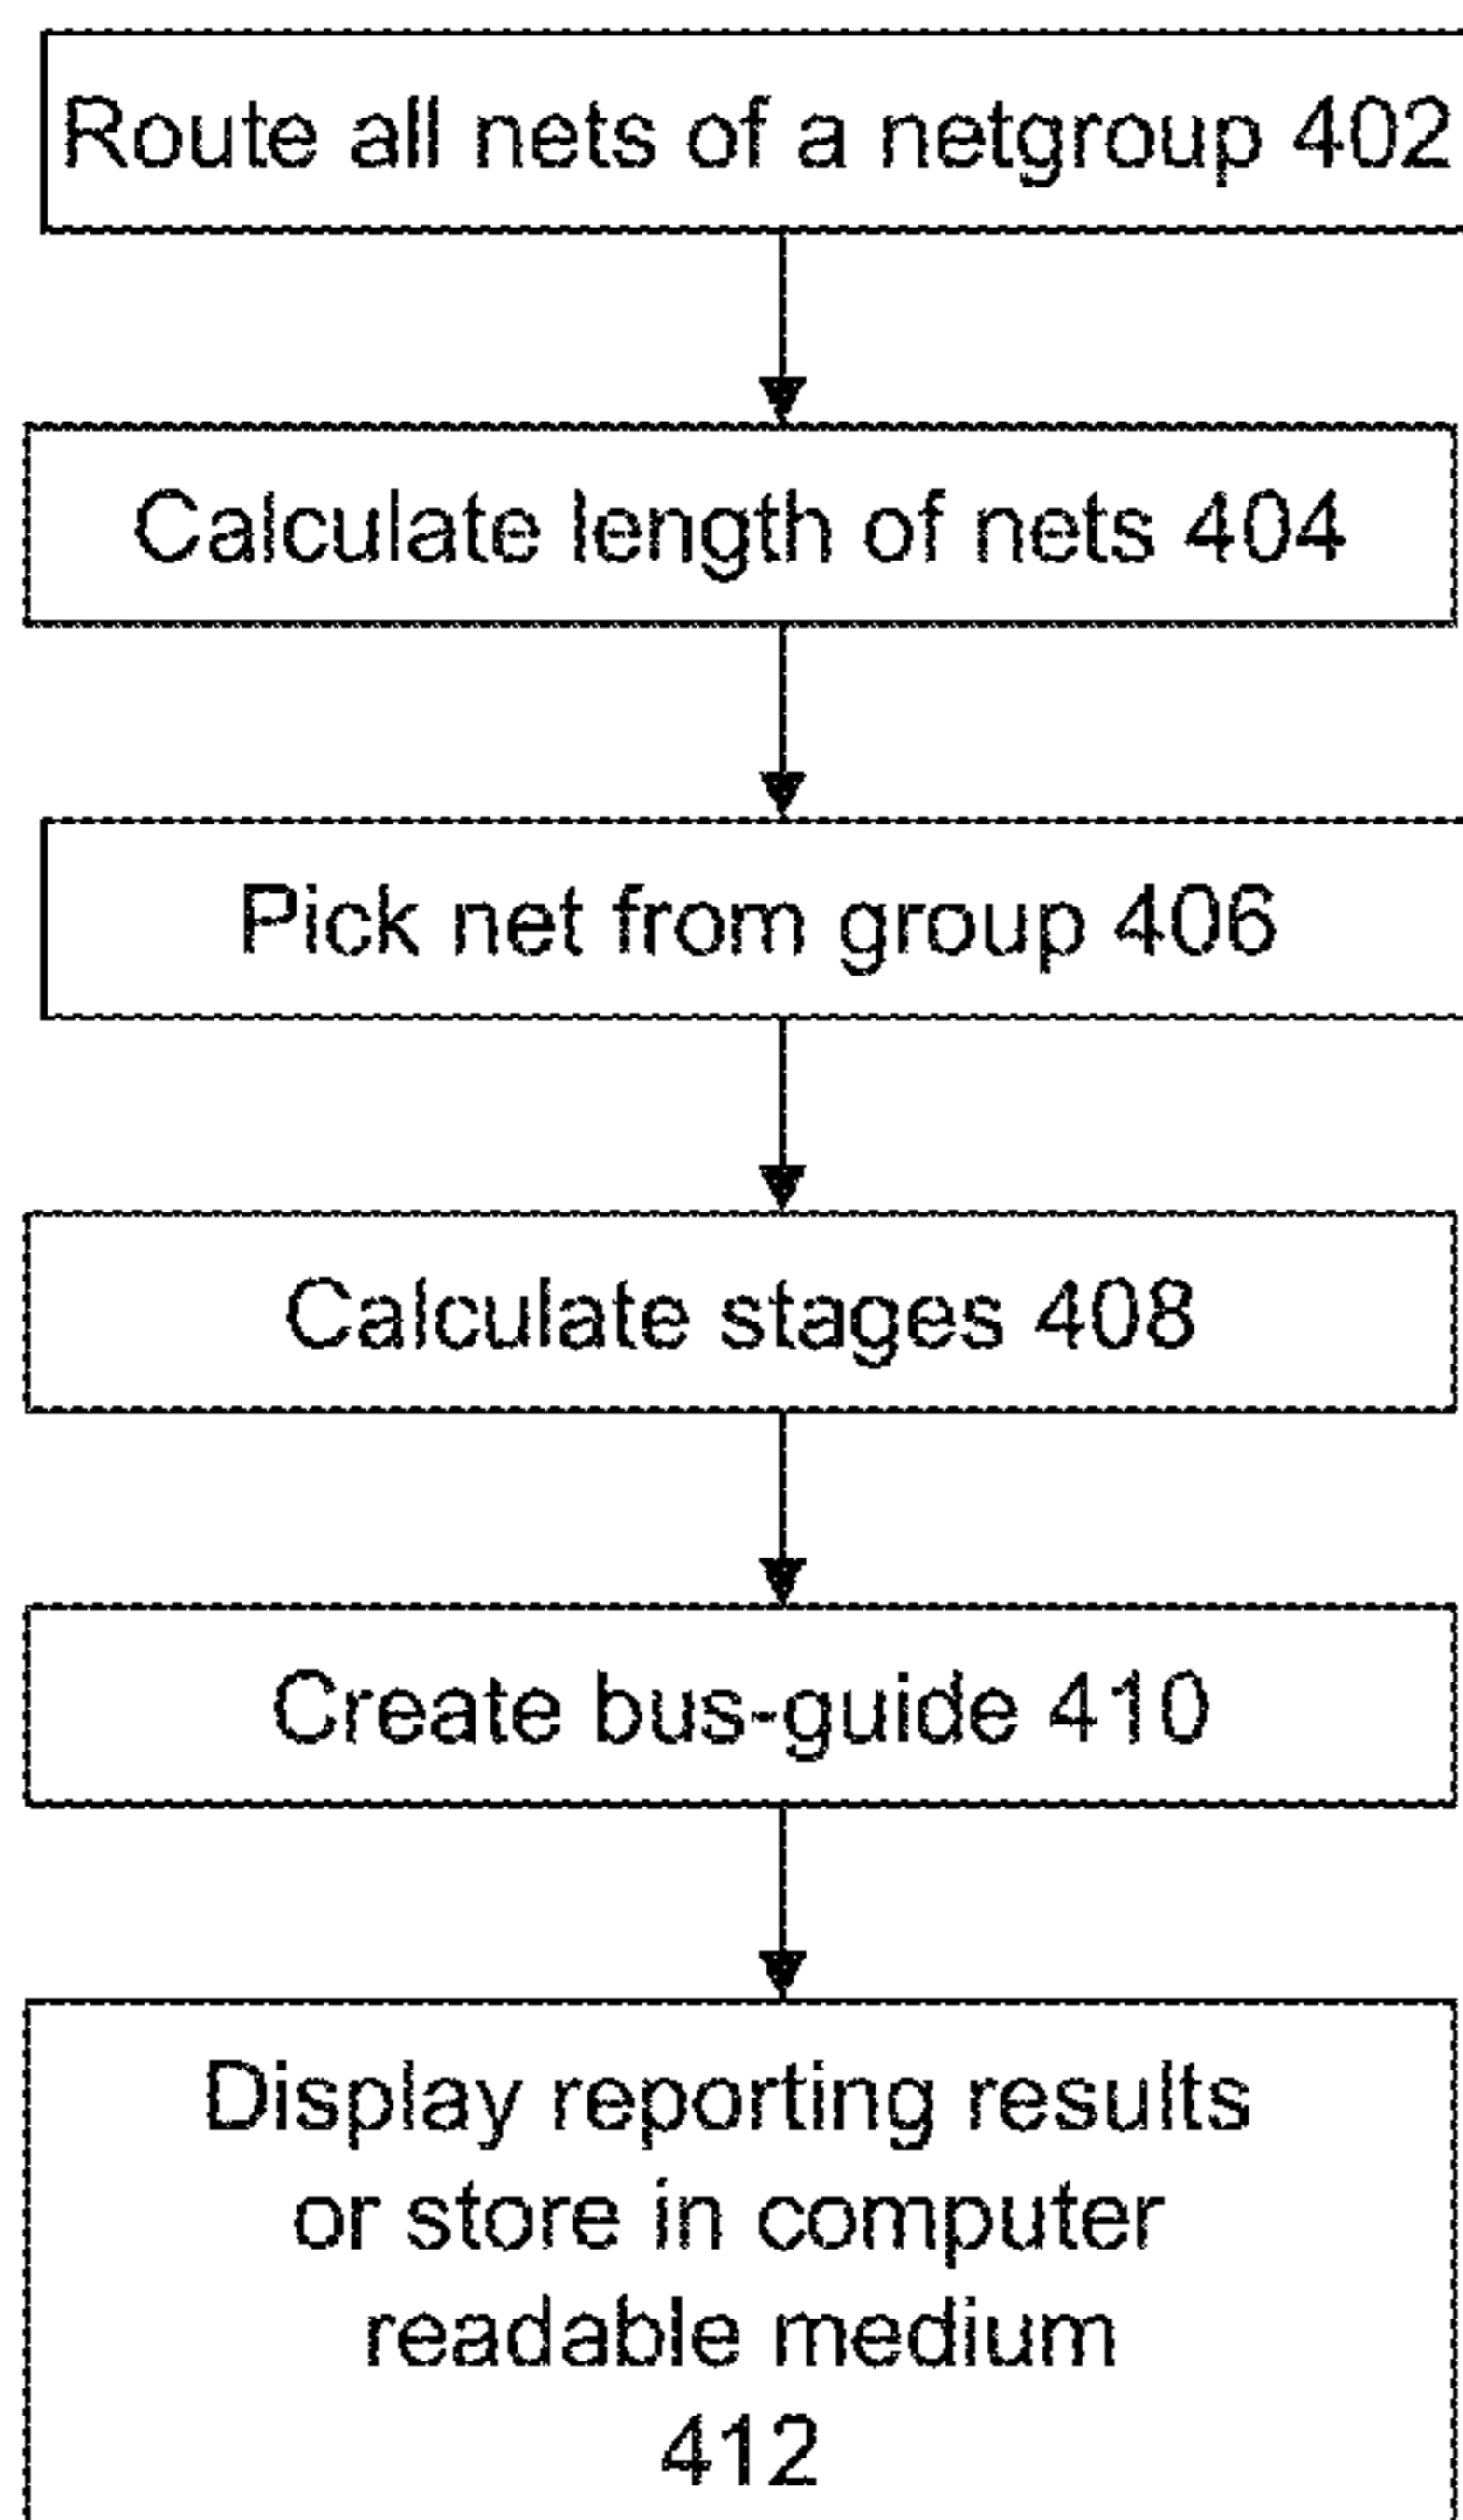 Route all nets of a netgroup 402
Calculate length of nets 404
Pick net from group 406
Calculate stages 408
Create bus-guide 410
Display reporting results
or store in computer
readable medium
412